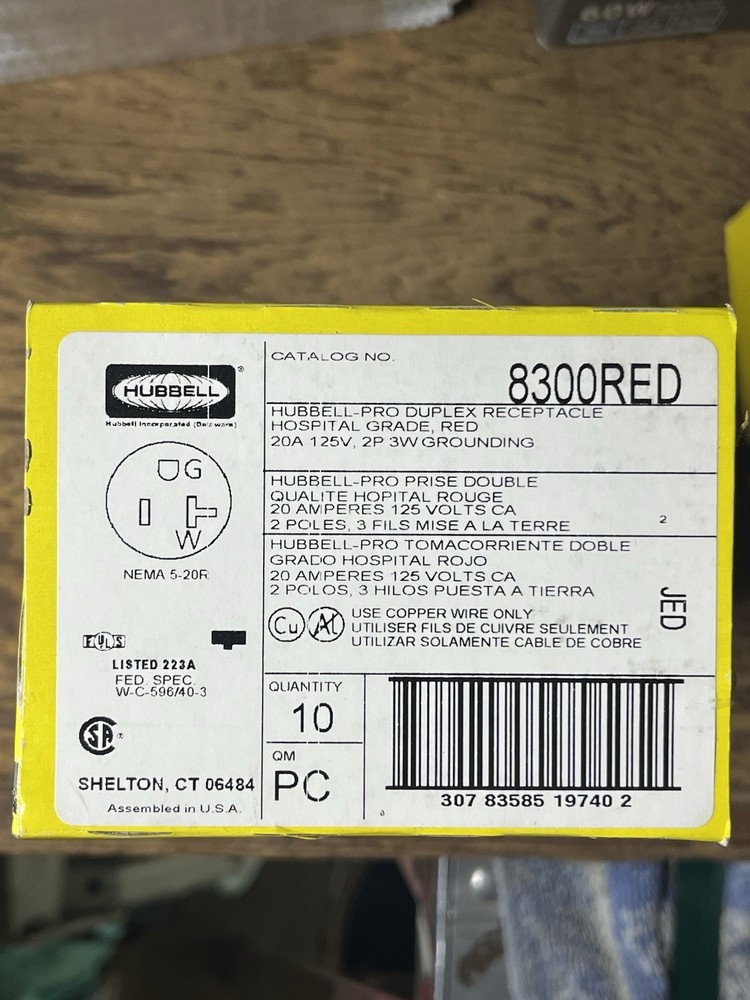 60W
HUBBELL®
Hubbell Incorporated (Delaware)
G
W
NEMA 5-20R
LISTED 223A
FED. SPEC.
W-C-596/40-3
SA®
SHELTON, CT 06484
Assembled in U.S.A.
CATALOG NO.
8300RED
HUBBELL-PRO DUPLEX RECEPTACLE
HOSPITAL GRADE, RED
20A 125V, 2P 3W GROUNDING
HUBBELL-PRO PRISE DOUBLE
QUALITE HOPITAL ROUGE
20 AMPERES 125 VOLTS CA
2 POLES, 3 FILS MISE A LA TERRE
2
HUBBELL-PRO TOMACORRIENTE DOBLE
GRADO HOSPITAL ROJO
20 AMPERES 125 VOLTS CA
2 POLOS, 3 HILOS PUESTA A TIERRA
JED
Cu Al
USE COPPER WIRE ONLY
UTILISER FILS DE CUIVRE SEULEMENT
UTILIZAR SOLAMENTE CABLE DE COBRE
QUANTITY
10
QM
PC
307 83585 19740 2